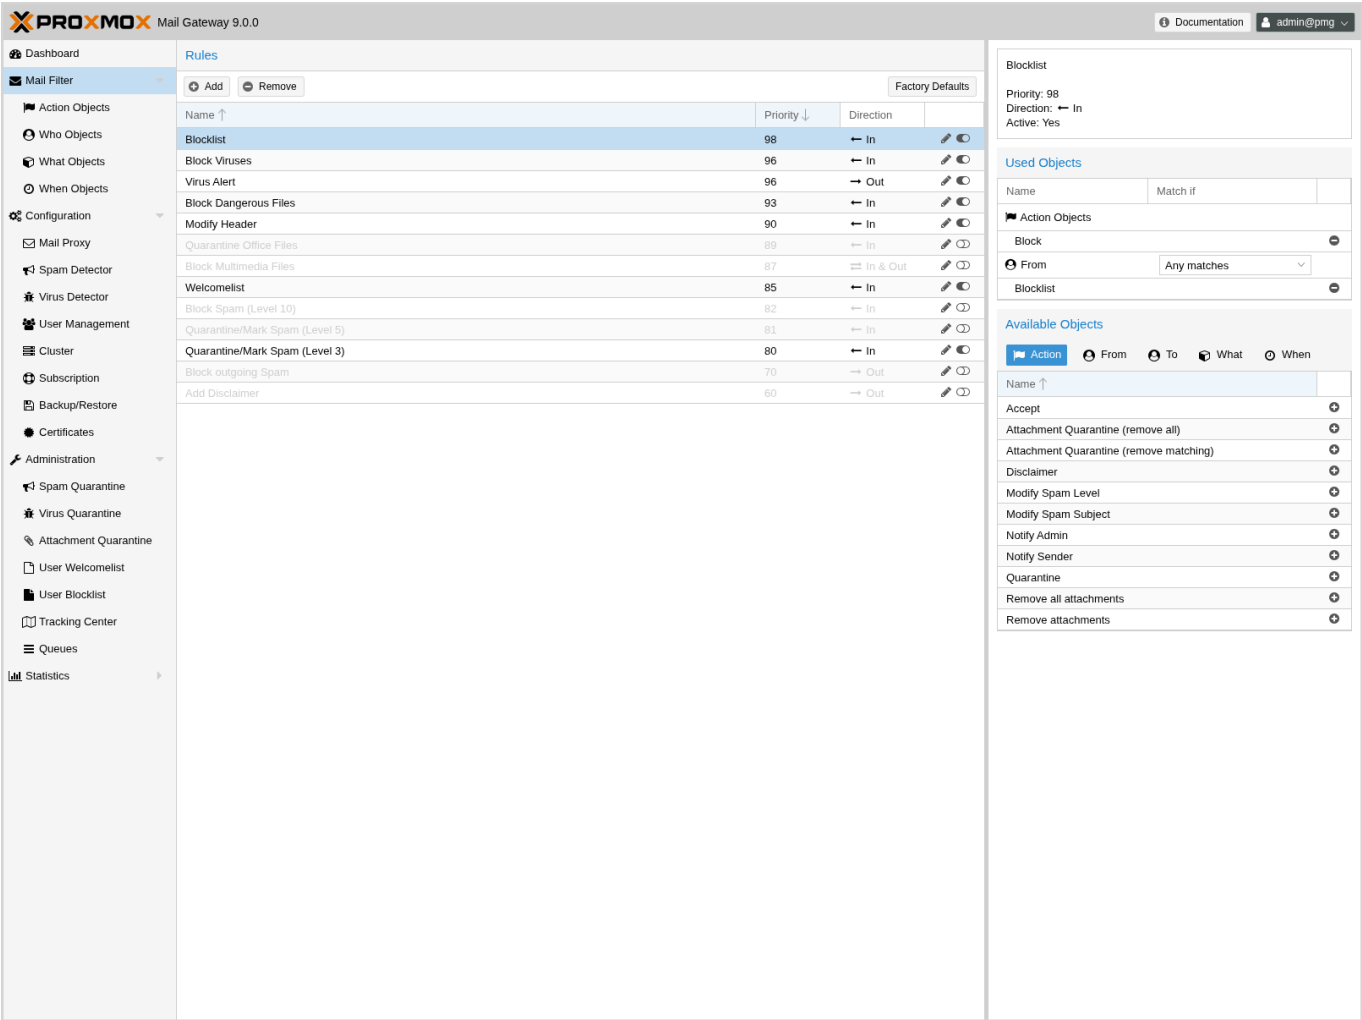 PROXMOX Mail Gateway 9.0.0
Documentation
admin@pmg
Dashboard
Mail Filter
Action Objects
Who Objects
What Objects
When Objects
Configuration
Mail Proxy
Spam Detector
Virus Detector
User Management
Cluster
Subscription
Backup/Restore
Certificates
Administration
Spam Quarantine
Virus Quarantine
Attachment Quarantine
User Welcomelist
User Blocklist
Tracking Center
Queues
Statistics
Rules
Add Remove Factory Defaults
Name Priority Direction
Blocklist 98 In
Block Viruses 96 In
Virus Alert 96 Out
Block Dangerous Files 93 In
Modify Header 90 In
Quarantine Office Files 89 In
Block Multimedia Files 87 In & Out
Welcomelist 85 In
Block Spam (Level 10) 82 In
Quarantine/Mark Spam (Level 5) 81 In
Quarantine/Mark Spam (Level 3) 80 In
Block outgoing Spam 70 Out
Add Disclaimer 60 Out
Blocklist
Priority: 98
Direction: In
Active: Yes
Used Objects
Name Match if
Action Objects
Block
From Any matches
Blocklist
Available Objects
Action From To What When
Name
Accept
Attachment Quarantine (remove all)
Attachment Quarantine (remove matching)
Disclaimer
Modify Spam Level
Modify Spam Subject
Notify Admin
Notify Sender
Quarantine
Remove all attachments
Remove attachments